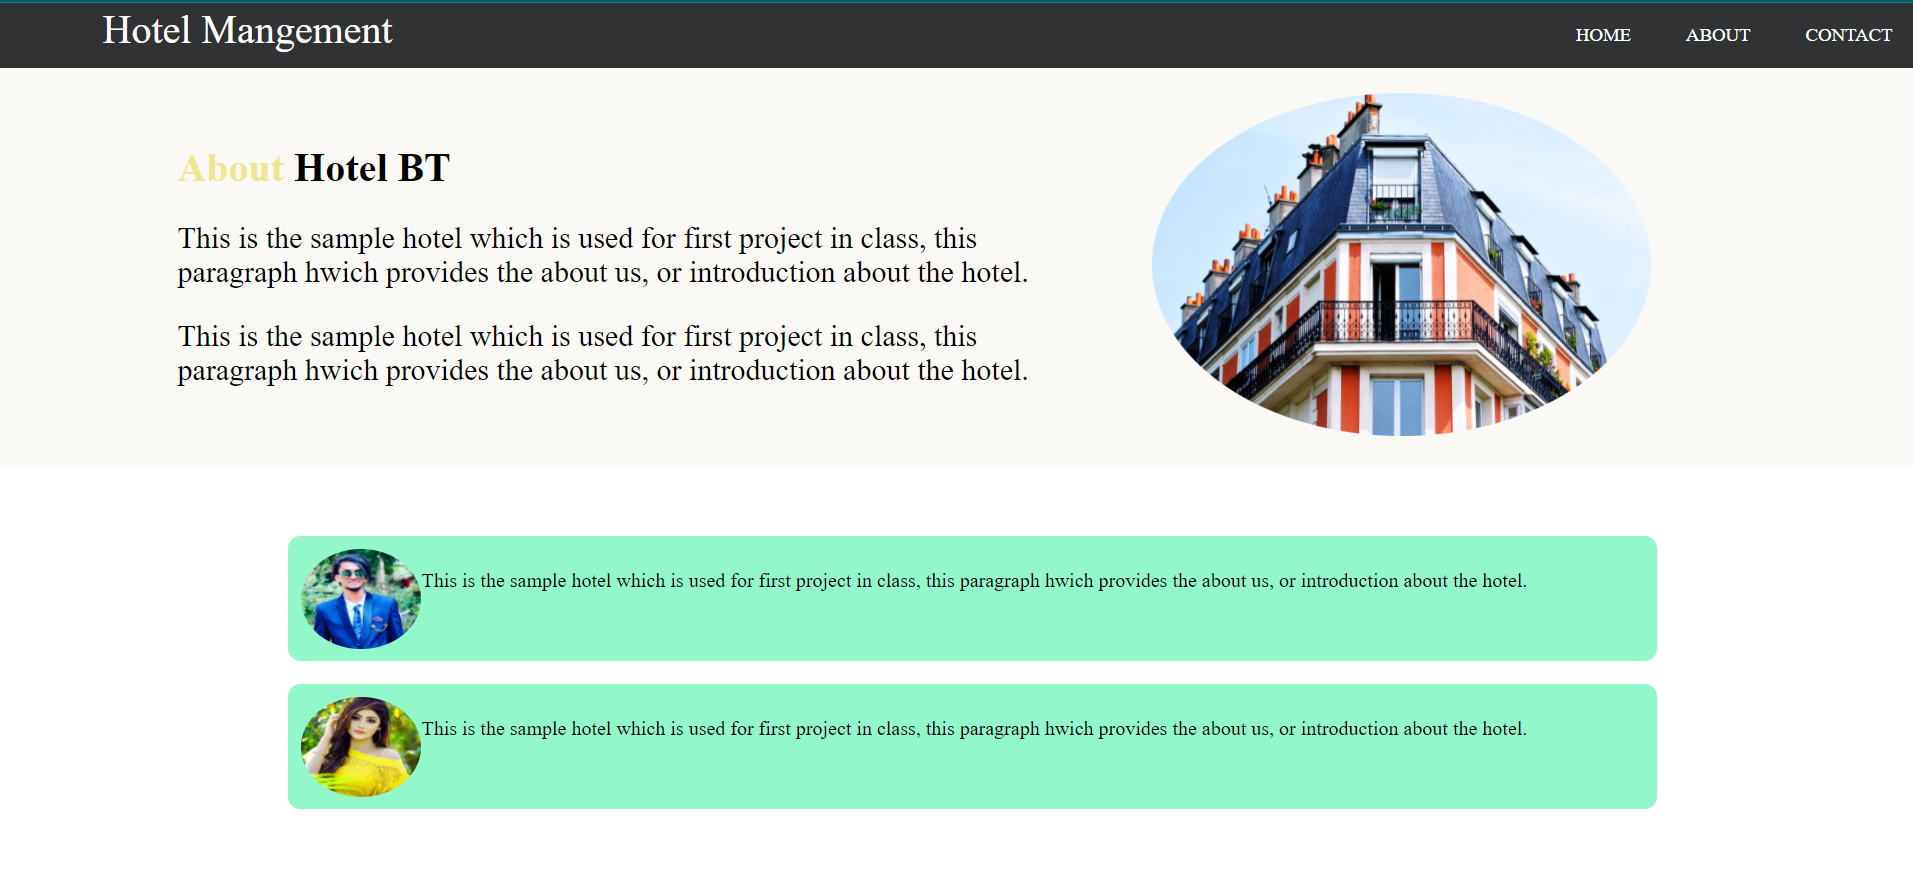 Hotel Mangement
HOME ABOUT CONTACT
About Hotel BT
This is the sample hotel which is used for first project in class, this
paragraph hwich provides the about us, or introduction about the hotel.
This is the sample hotel which is used for first project in class, this
paragraph hwich provides the about us, or introduction about the hotel.
This is the sample hotel which is used for first project in class, this paragraph hwich provides the about us, or introduction about the hotel.
This is the sample hotel which is used for first project in class, this paragraph hwich provides the about us, or introduction about the hotel.